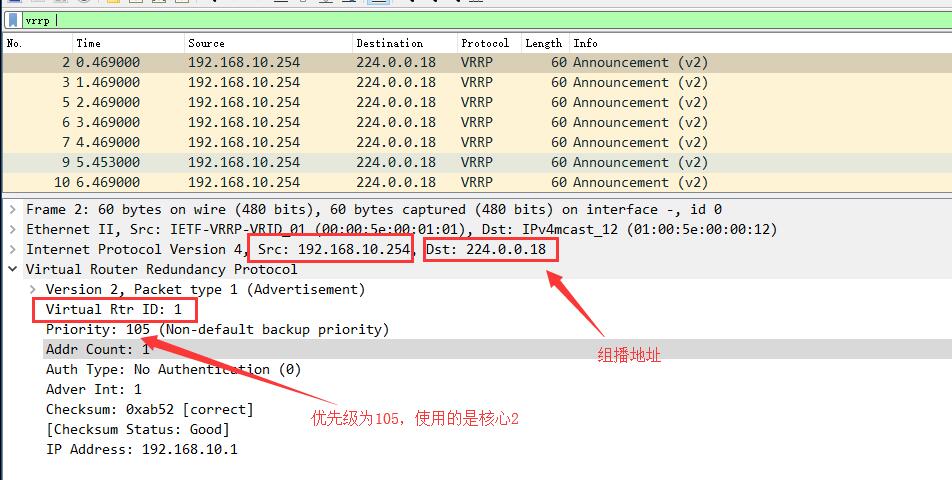 vrrp
No. Time Source Destination Protocol Length Info
2 0.469000 192.168.10.254 224.0.0.18 VRRP 60 Announcement (v2)
3 1.469000 192.168.10.254 224.0.0.18 VRRP 60 Announcement (v2)
5 2.469000 192.168.10.254 224.0.0.18 VRRP 60 Announcement (v2)
6 3.469000 192.168.10.254 224.0.0.18 VRRP 60 Announcement (v2)
7 4.469000 192.168.10.254 224.0.0.18 VRRP 60 Announcement (v2)
9 5.453000 192.168.10.254 224.0.0.18 VRRP 60 Announcement (v2)
10 6.469000 192.168.10.254 224.0.0.18 VRRP 60 Announcement (v2)
Frame 2: 60 bytes on wire (480 bits), 60 bytes captured (480 bits) on interface -, id 0
Ethernet II, Src: IETF-VRRP-VRID_01 (00:00:5e:00:01:01), Dst: IPv4mcast_12 (01:00:5e:00:00:12)
Internet Protocol Version 4, Src: 192.168.10.254, Dst: 224.0.0.18
Virtual Router Redundancy Protocol
Version 2, Packet type 1 (Advertisement)
Virtual Rtr ID: 1
Priority: 105 (Non-default backup priority)
Addr Count: 1
组播地址
Auth Type: No Authentication (0)
Adver Int: 1
Checksum: 0xab52 [correct]
优先级为105，使用的是核心2
[Checksum Status: Good]
IP Address: 192.168.10.1